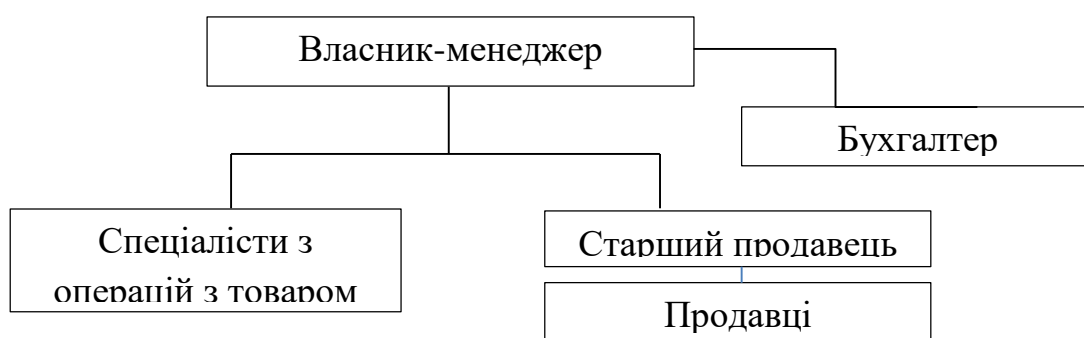 Власник-менеджер
Бухгалтер
Спеціалісти з
операцій з товаром
Старший продавець
Продавці